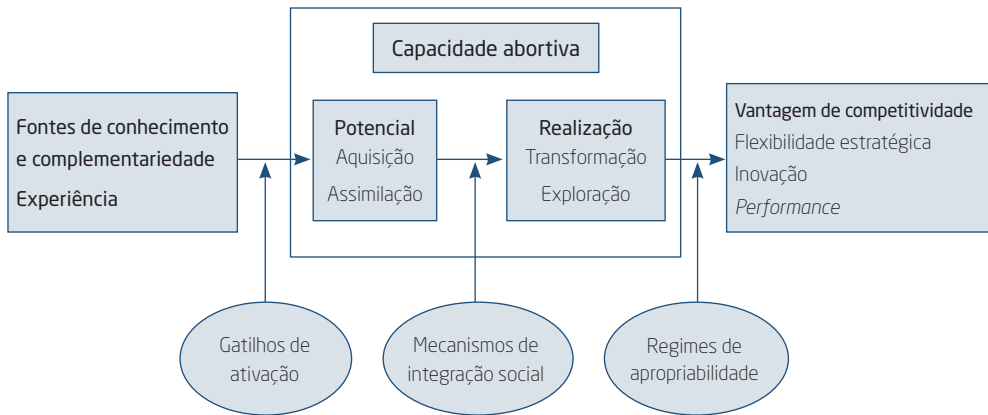 Capacidade abortiva
Fontes de conhecimento
e complementariedade
Experiência
Potencial
Aquisição
Assimilação
Realização
Transformação
Exploração
Vantagem de competitividade
Flexibilidade estratégica
Inovação
Performance
Gatilhos de
ativação
Mecanismos de
integração social
Regimes de
apropriabilidade